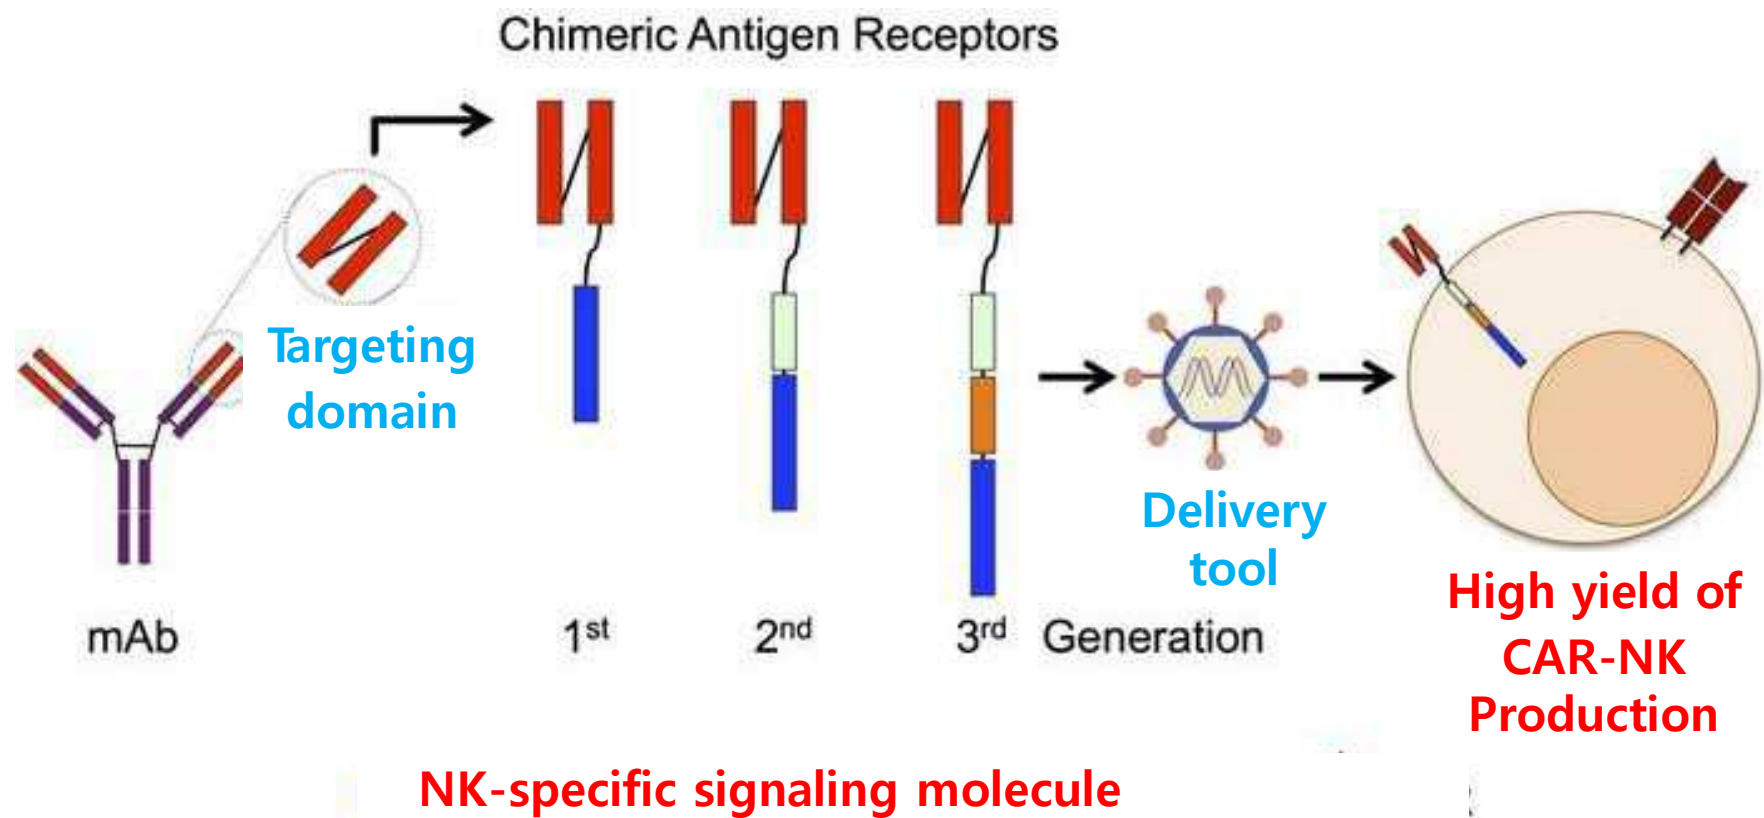 Chimeric Antigen Receptors
Targeting
domain
Delivery
tool
mAb
1st
2nd
3rd
Generation
High yield of
CAR-NK
Production
NK-specific signaling molecule